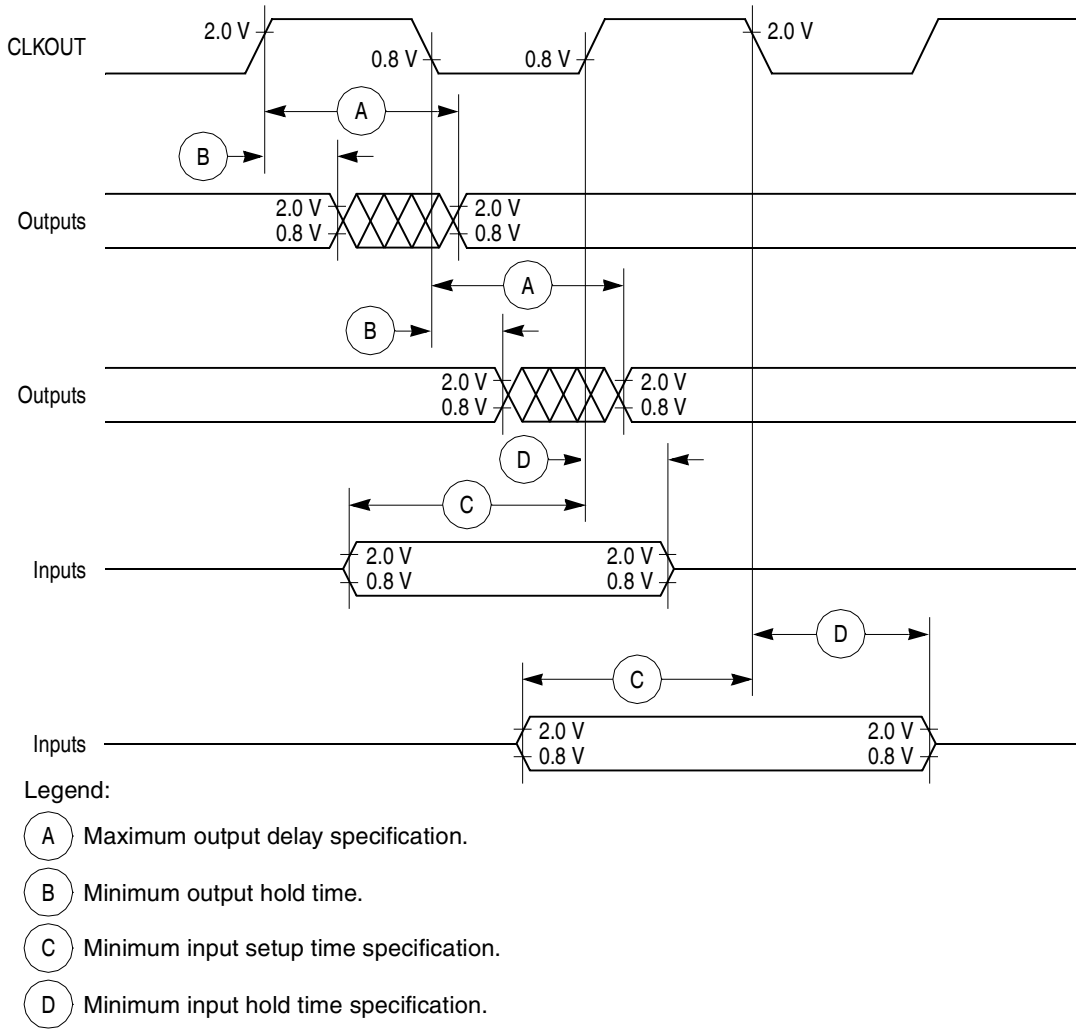 CLKOUT
2.0 V
0.8 V
0.8 V
2.0 V
A
B
Outputs
2.0 V
0.8 V
2.0 V
0.8 V
A
B
Outputs
2.0 V
0.8 V
2.0 V
0.8 V
D
C
Inputs
2.0 V
0.8 V
2.0 V
0.8 V
D
C
Inputs
2.0 V
0.8 V
2.0 V
0.8 V
Legend:
A Maximum output delay specification.
B Minimum output hold time.
C Minimum input setup time specification.
D Minimum input hold time specification.